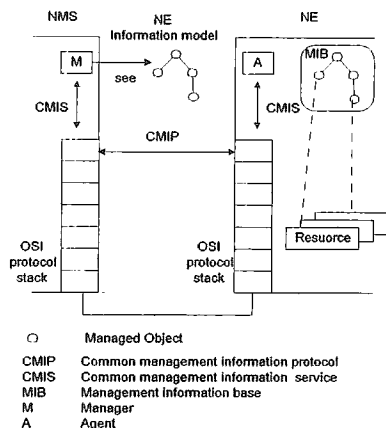 NMS
NE
Information model
NE
M
see
A
MIB
CMIS
CMIS
CMIP
Resuorce
OSI
protocol
stack
OSI
protocol
stack
Managed Object
CMIP Common management information protocol
CMIS Common management information service
MIB Management information base
M Manager
A Agent